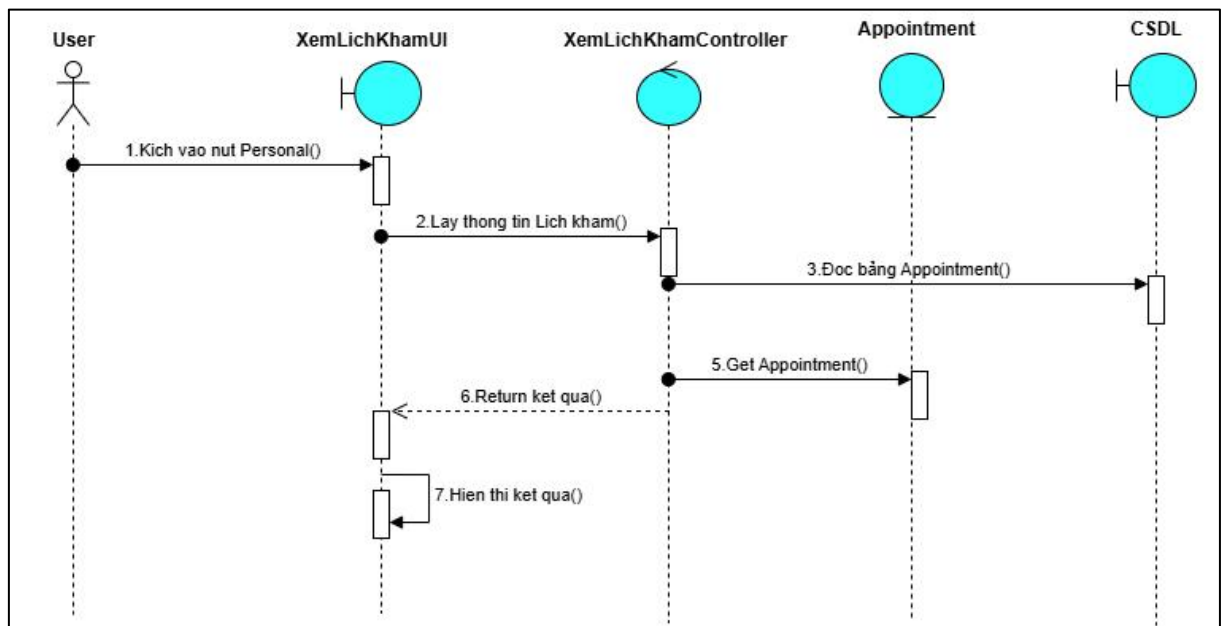 User
XemLichKhamUI
XemLichKhamController
Appointment
CSDL
1.Kich vao nut Personal()
2.Lay thong tin Lich kham()
3.Đoc bảng Appointment()
5.Get Appointment()
6.Return ket qua()
7.Hien thi ket qua()